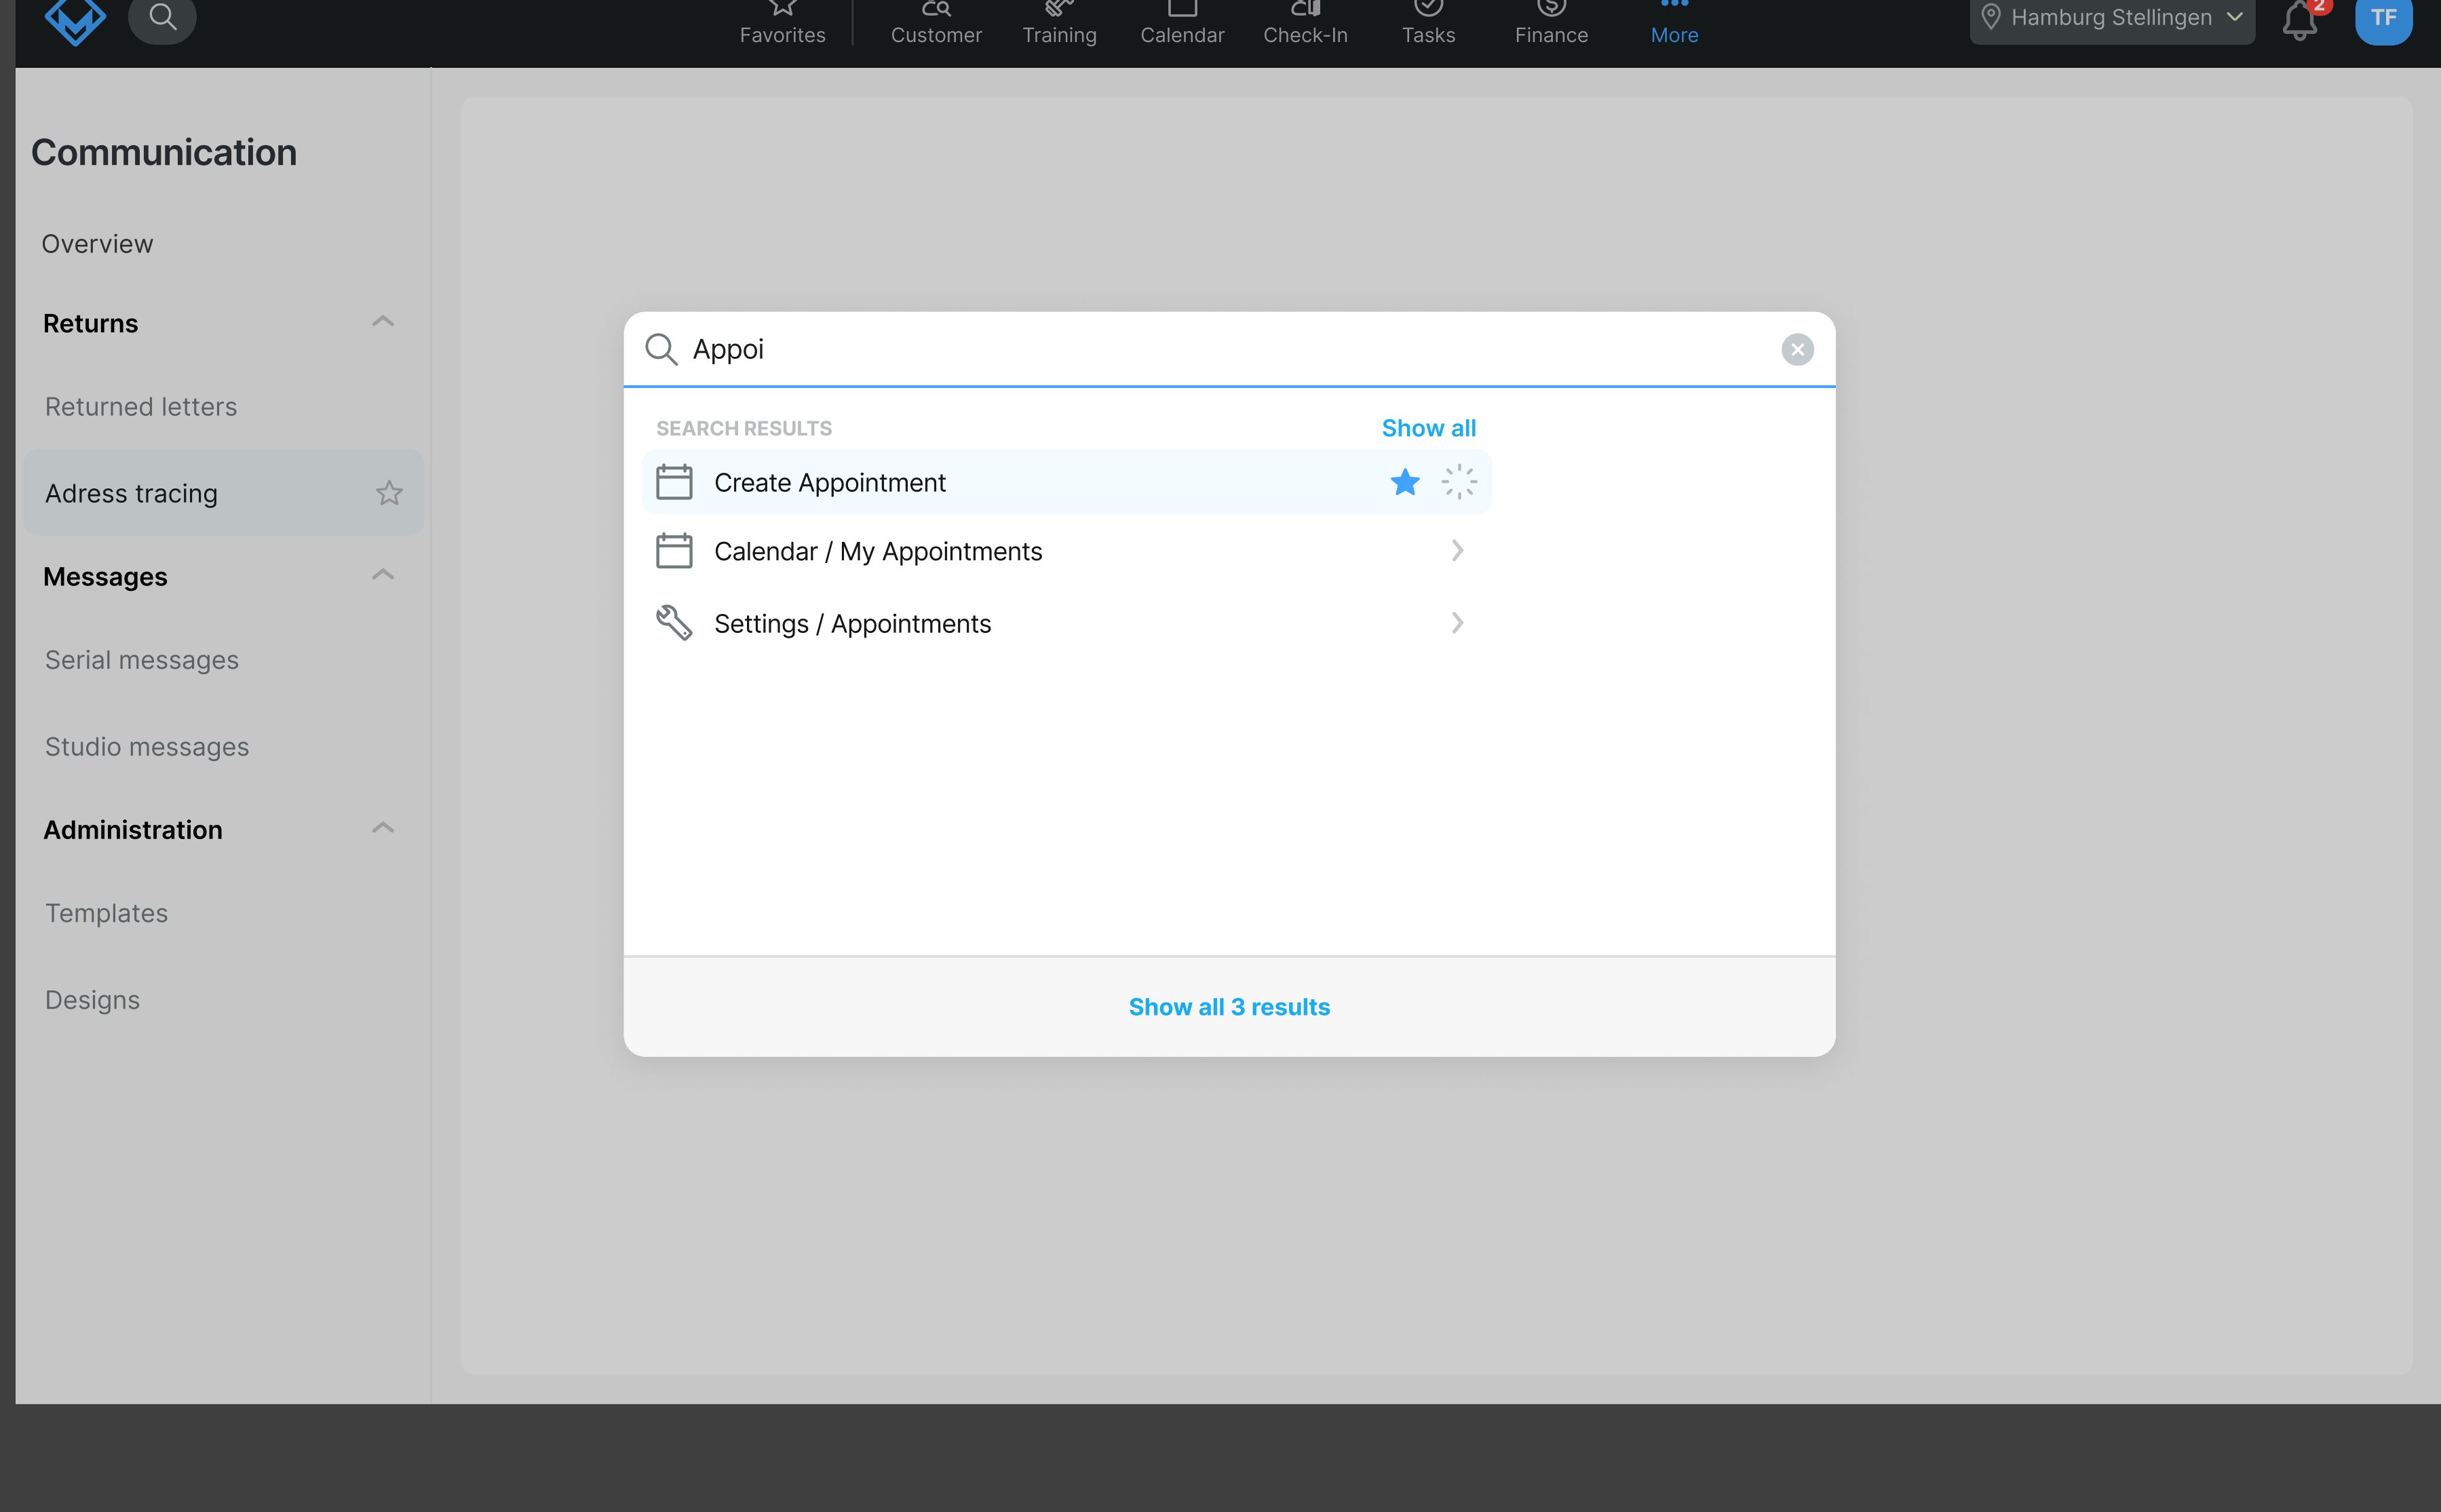 Favorites Customer Training Calendar Check-In Tasks Finance More Hamburg Stellingen 2 TF
Communication
Overview
Returns
Returned letters
Adress tracing
Messages
Serial messages
Studio messages
Administration
Templates
Designs
Appoi
SEARCH RESULTS Show all
Create Appointment
Calendar / My Appointments
Settings / Appointments
Show all 3 results